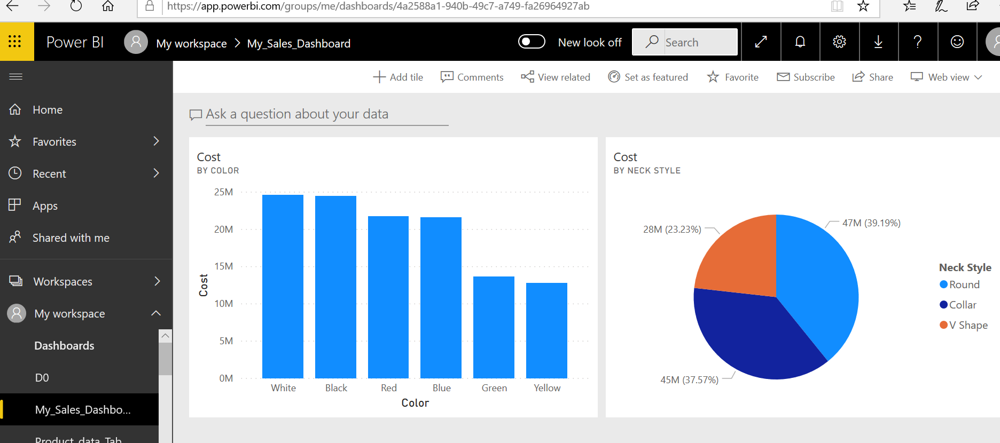 https://app.powerbi.com/groups/me/dashboards/4a2588a1-940b-49c7-a749-fa26964927ab
Power BI My workspace > My_Sales_Dashboard New look off Search
Add tile Comments View related Set as featured Favorite Subscribe Share Web view
Home
Favorites
Recent
Apps
Shared with me
Workspaces
My workspace
Dashboards
D0
My_Sales_Dashbo...
Product_data_Tab
Ask a question about your data
Cost
BY COLOR
25M
20M
15M
10M
5M
0M
Cost
White Black Red Blue Green Yellow
Color
Cost
BY NECK STYLE
28M (23.23%)
47M (39.19%)
45M (37.57%)
Neck Style
Round
Collar
V Shape